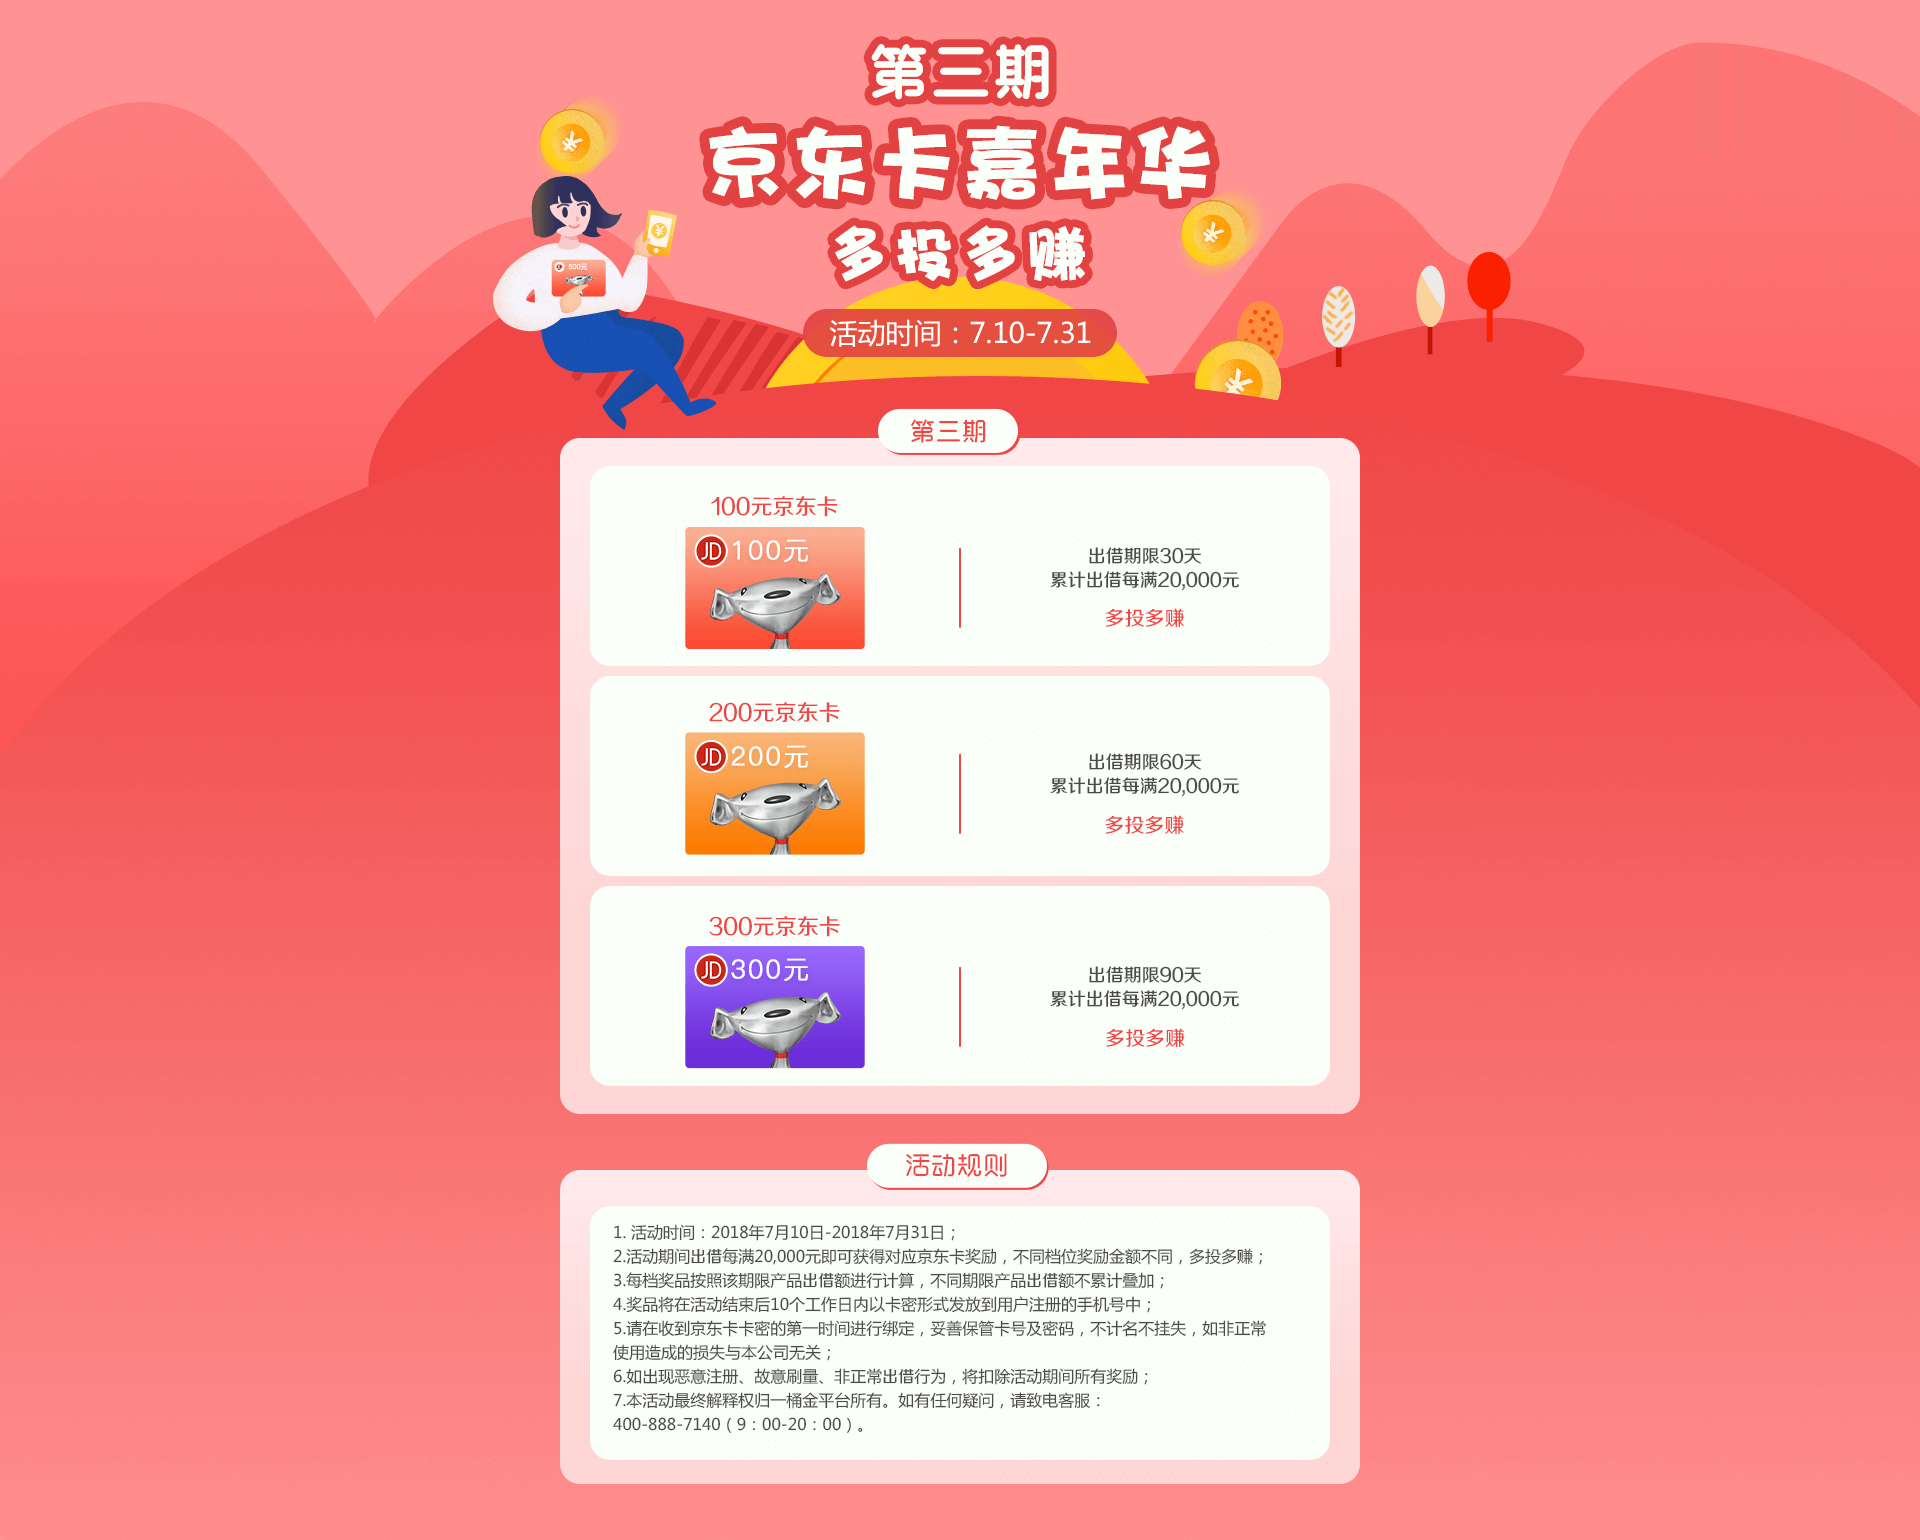 第三期
京东卡嘉年华
多投多赚
活动时间：7.10-7.31
500元
第三期
100元京东卡
JD 100元
出借期限30天
累计出借每满20,000元
多投多赚
200元京东卡
JD 200元
出借期限60天
累计出借每满20,000元
多投多赚
300元京东卡
JD 300元
出借期限90天
累计出借每满20,000元
多投多赚
活动规则
1. 活动时间：2018年7月10日-2018年7月31日；
2.活动期间出借每满20,000元即可获得对应京东卡奖励，不同档位奖励金额不同，多投多赚；
3.每档奖品按照该期限产品出借额进行计算，不同期限产品出借额不累计叠加；
4.奖品将在活动结束后10个工作日内以卡密形式发放到用户注册的手机号中；
5.请在收到京东卡卡密的第一时间进行绑定，妥善保管卡号及密码，不计名不挂失，如非正常
使用造成的损失与本公司无关；
6.如出现恶意注册、故意刷量、非正常出借行为，将扣除活动期间所有奖励；
7.本活动最终解释权归一桶金平台所有。如有任何疑问，请致电客服：
400-888-7140（9：00-20：00）。